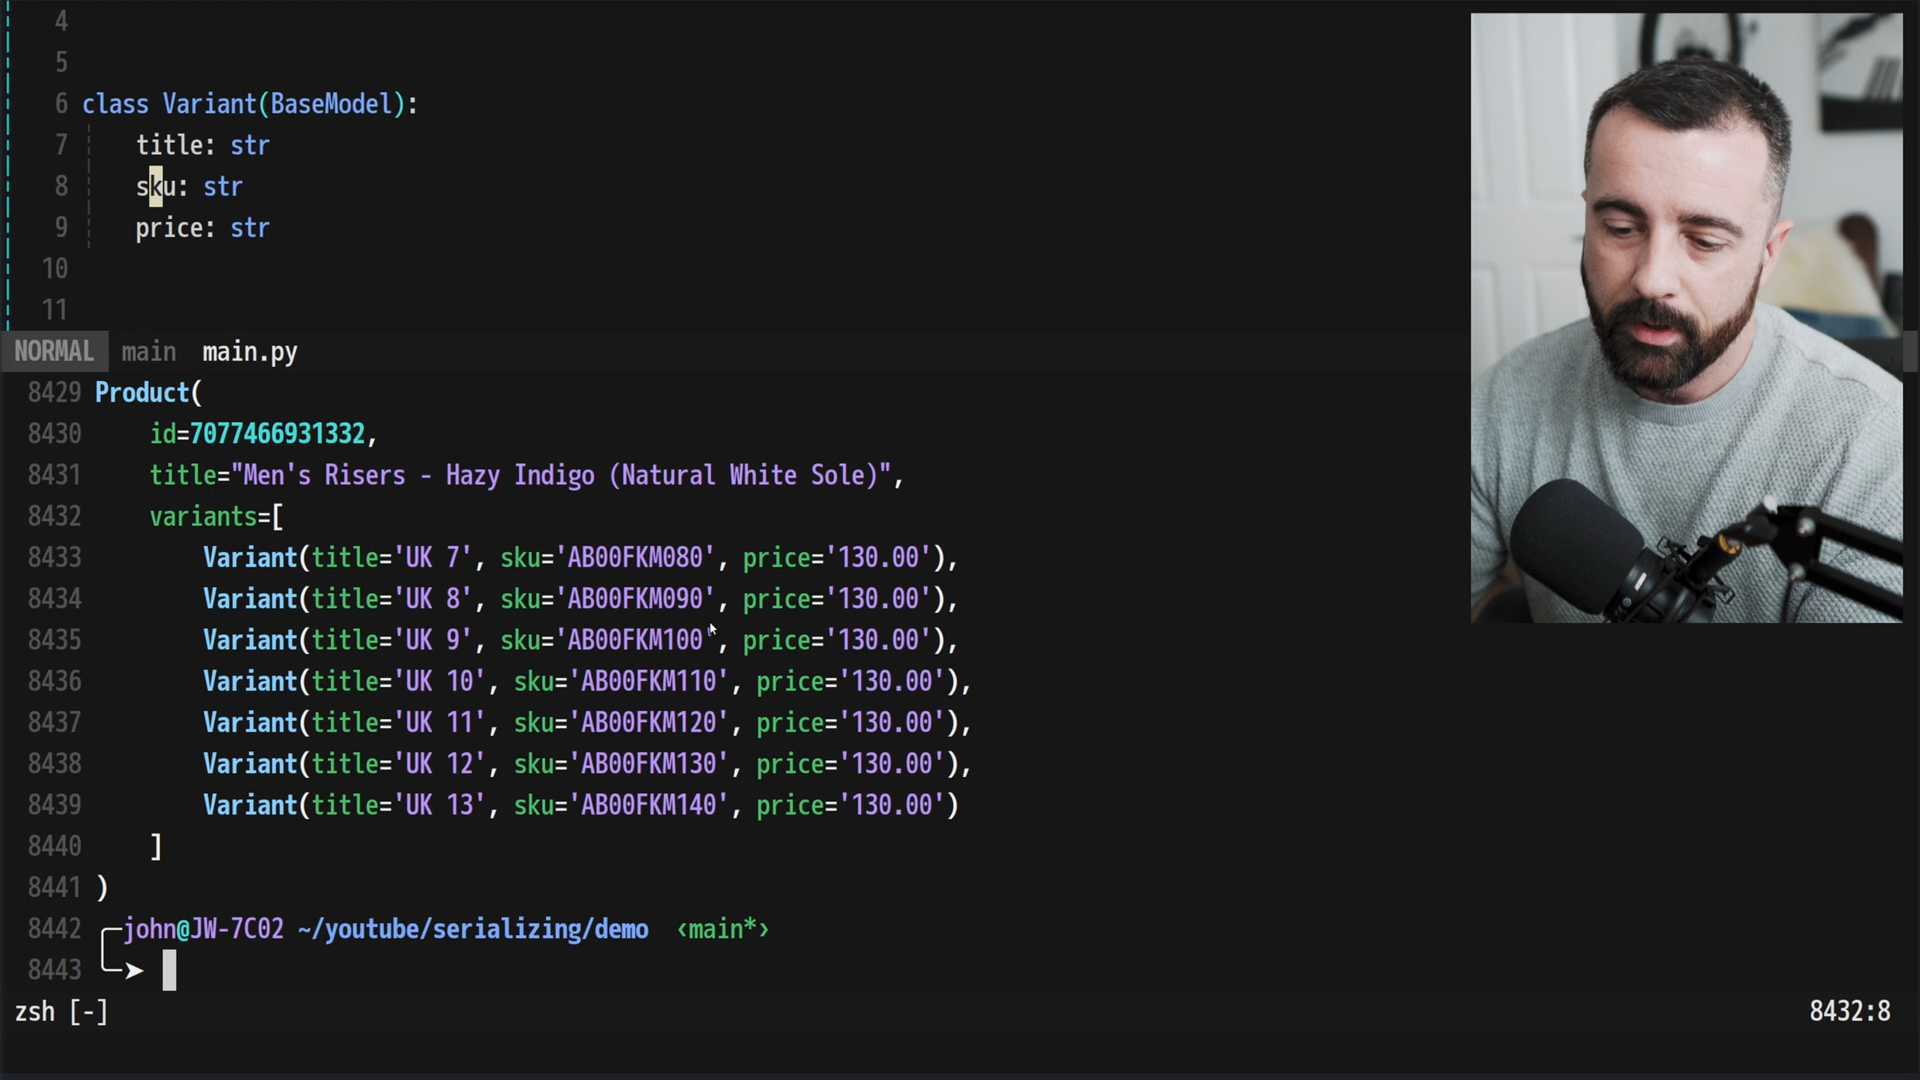 4
5
6 class Variant(BaseModel):
7 title: str
8 sku: str
9 price: str
10
11
NORMAL main main.py
8429 Product(
8430 id=7077466931332,
8431 title="Men's Risers - Hazy Indigo (Natural White Sole)",
8432 variants=[
8433 Variant(title='UK 7', sku='AB00FKM080', price='130.00'),
8434 Variant(title='UK 8', sku='AB00FKM090', price='130.00'),
8435 Variant(title='UK 9', sku='AB00FKM100', price='130.00'),
8436 Variant(title='UK 10', sku='AB00FKM110', price='130.00'),
8437 Variant(title='UK 11', sku='AB00FKM120', price='130.00'),
8438 Variant(title='UK 12', sku='AB00FKM130', price='130.00'),
8439 Variant(title='UK 13', sku='AB00FKM140', price='130.00')
8440 ]
8441 )
8442 john@JW-7C02 ~/youtube/serializing/demo ‹main*›
8443 ➤
zsh [-] 8432:8